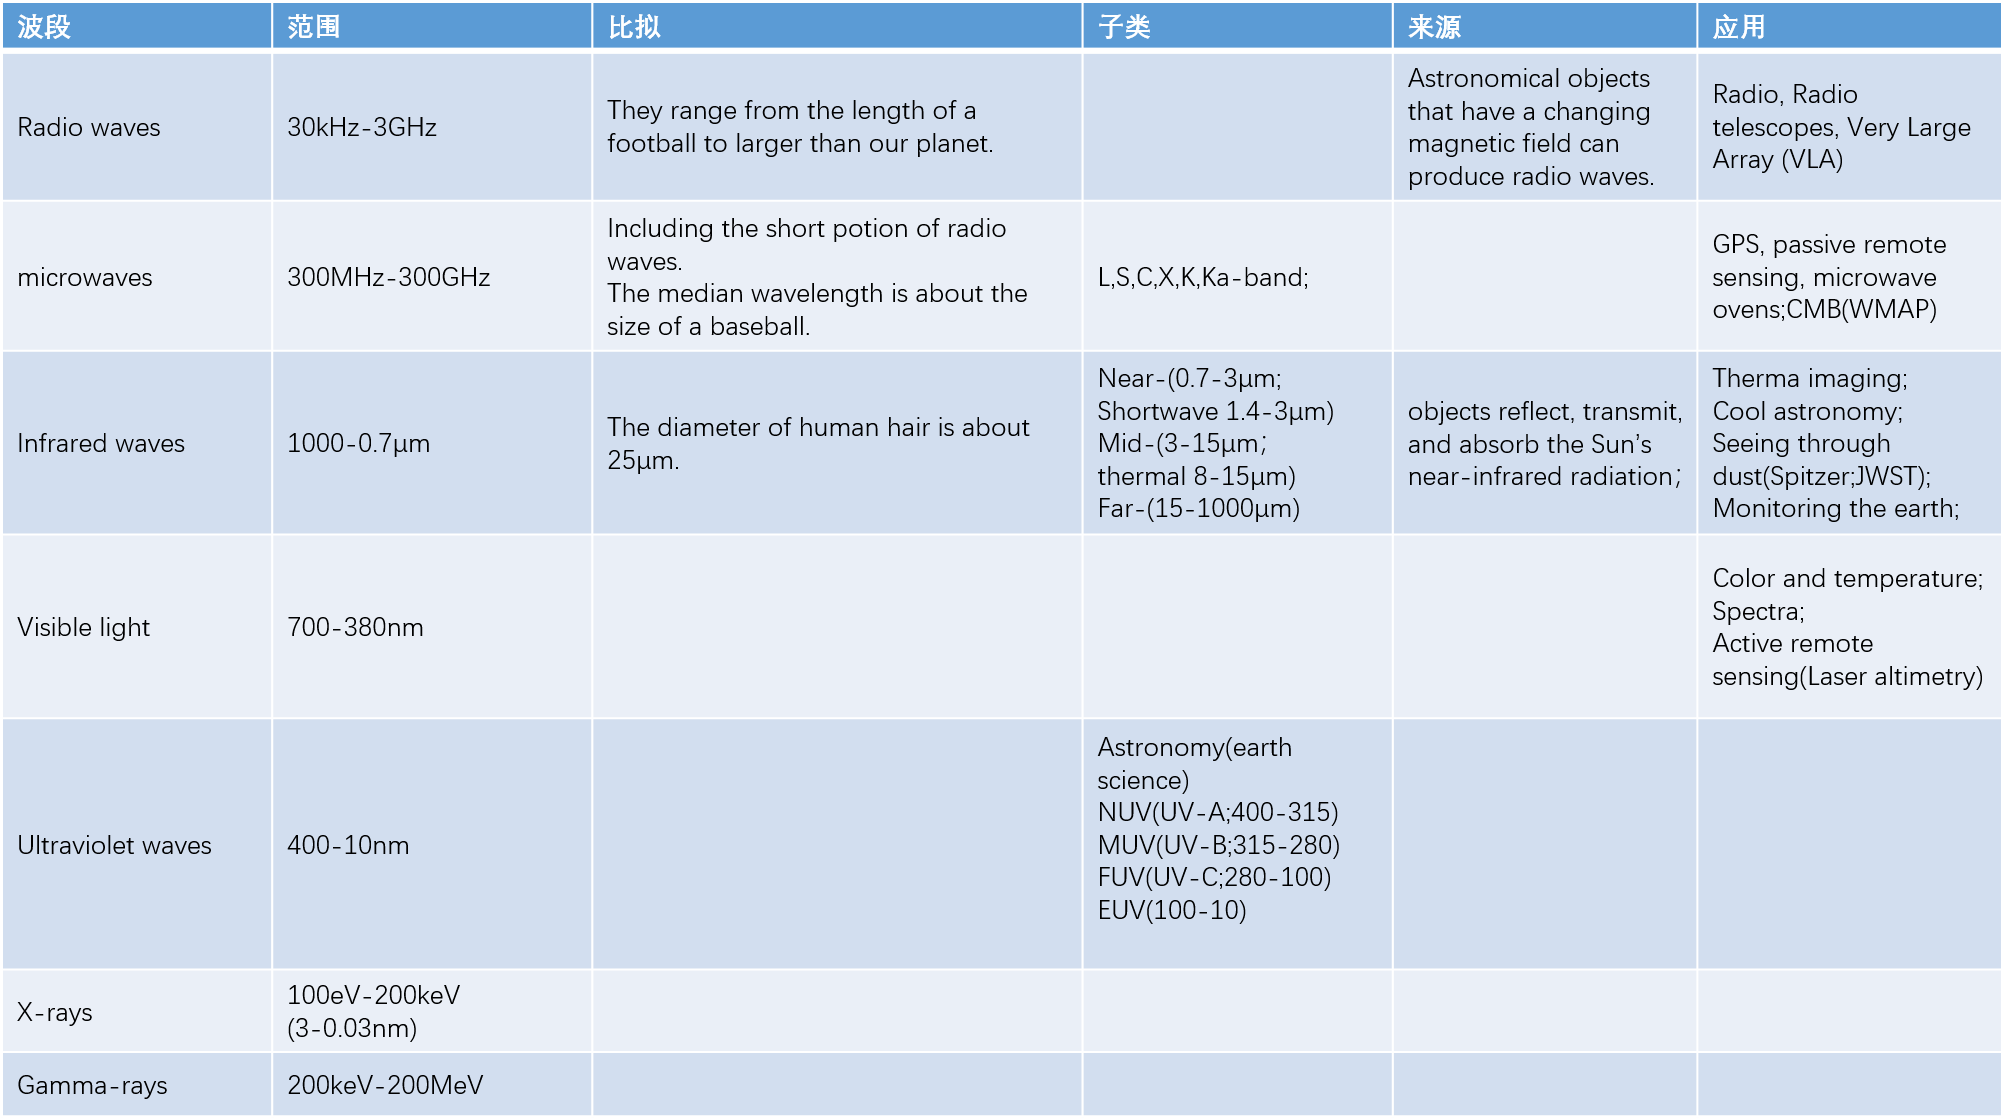 波段 范围 比拟 子类 来源 应用
Radio waves
30kHz-3GHz
They range from the length of a
football to larger than our planet.
Astronomical objects
that have a changing
magnetic field can
produce radio waves.
Radio, Radio
telescopes, Very Large
Array (VLA)
microwaves
300MHz-300GHz
Including the short potion of radio
waves.
The median wavelength is about the
size of a baseball.
L,S,C,X,K,Ka-band;
GPS, passive remote
sensing, microwave
ovens;CMB(WMAP)
Infrared waves
1000-0.7μm
The diameter of human hair is about
25μm.
Near-(0.7-3μm;
Shortwave 1.4-3μm)
Mid-(3-15μm；
thermal 8-15μm)
Far-(15-1000μm)
objects reflect, transmit,
and absorb the Sun’s
near-infrared radiation；
Therma imaging;
Cool astronomy;
Seeing through
dust(Spitzer;JWST);
Monitoring the earth;
Visible light
700-380nm
Color and temperature;
Spectra;
Active remote
sensing(Laser altimetry)
Ultraviolet waves
400-10nm
Astronomy(earth
science)
NUV(UV-A;400-315)
MUV(UV-B;315-280)
FUV(UV-C;280-100)
EUV(100-10)
X-rays
100eV-200keV
(3-0.03nm)
Gamma-rays
200keV-200MeV